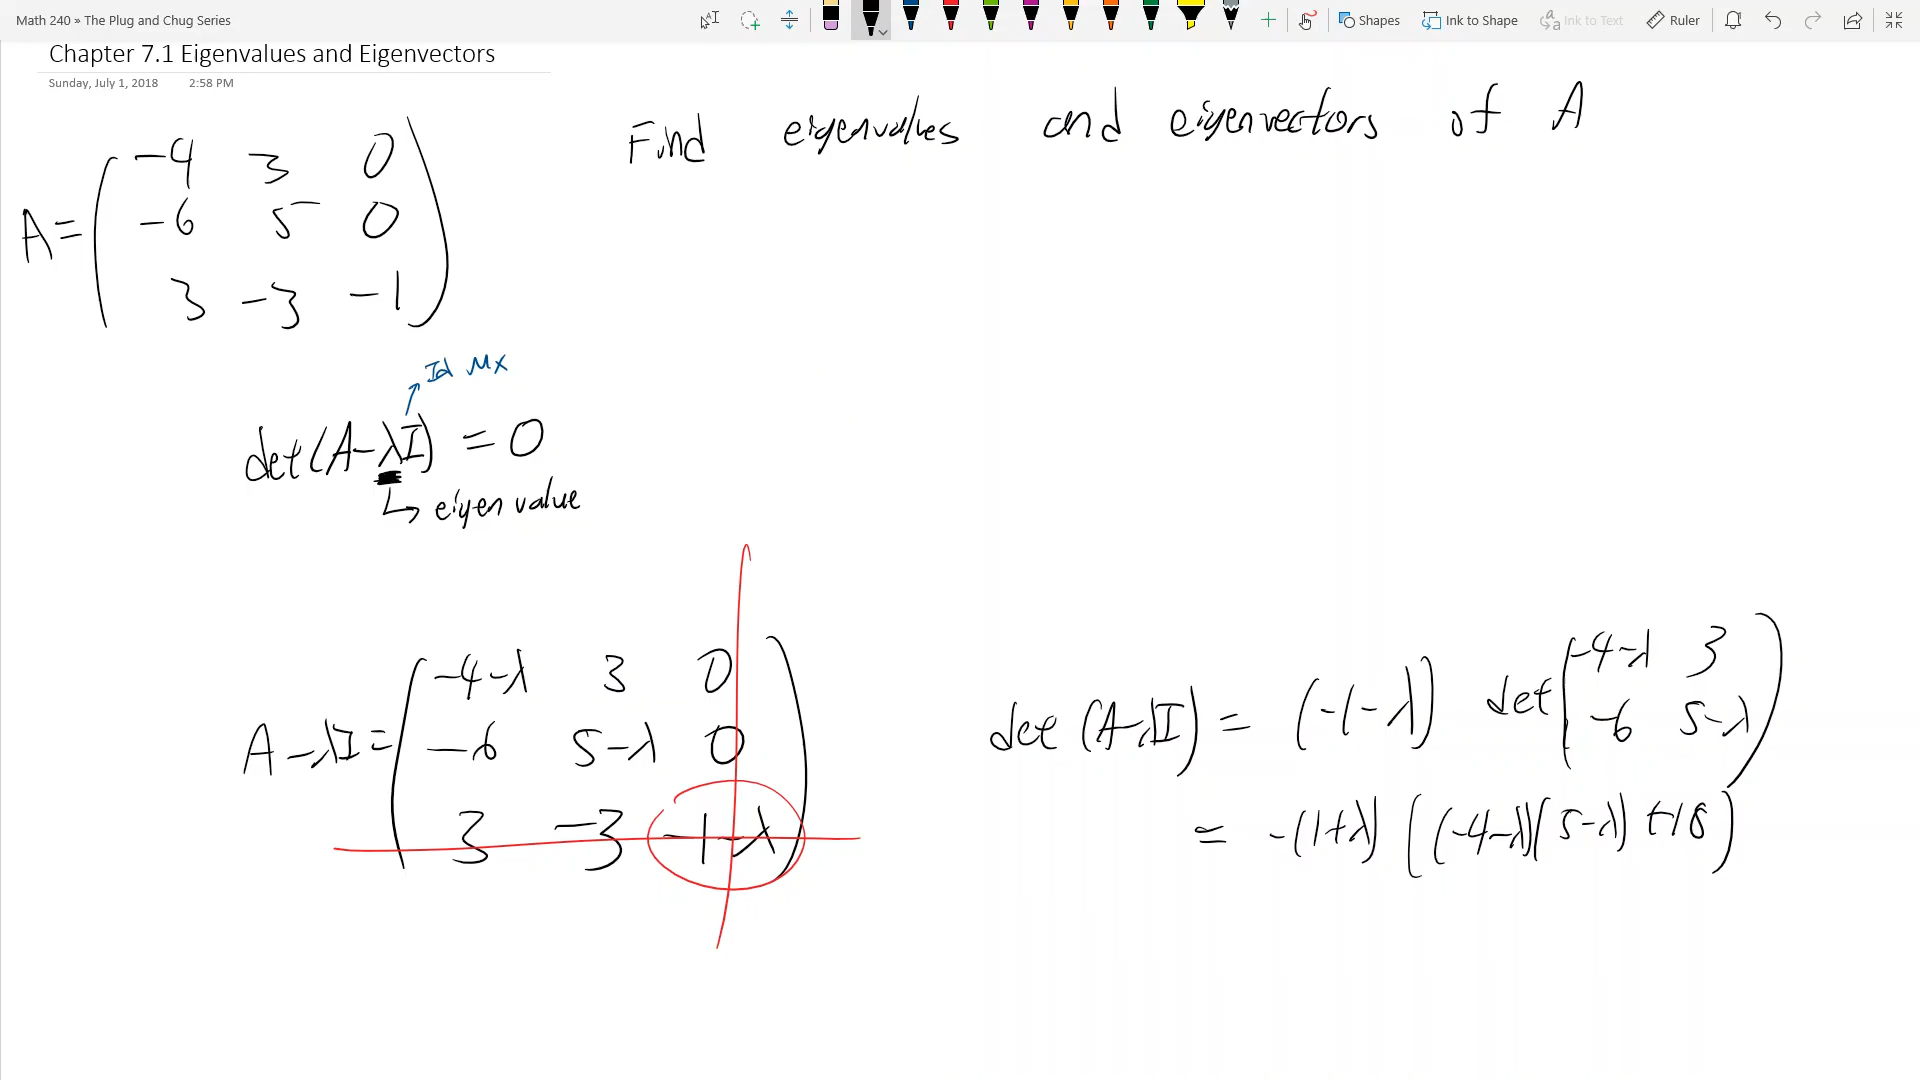 Math 240 » The Plug and Chug Series
Shapes Ink to Shape Ink to Text Ruler
Chapter 7.1 Eigenvalues and Eigenvectors
Sunday, July 1, 2018 2:58 PM
Find eigenvalues and eigenvectors of A
A = ( -4 3 0
-6 5 0
3 -3 -1 )
Id Mx
det(A-λI) = 0
↳ eigenvalue
A-λI = ( -4-λ 3 0
-6 5-λ 0
3 -3 -1-λ )
det (A-λI) = (-1-λ) det ( -4-λ 3
-6 5-λ )
= -(1+λ) ((-4-λ)(5-λ) +18)